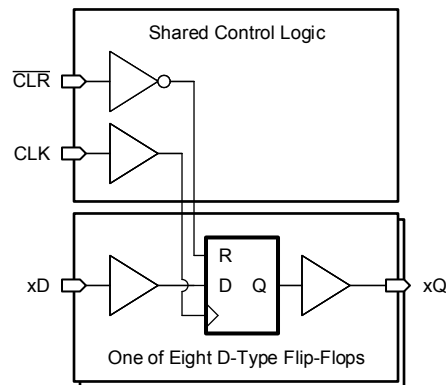 Shared Control Logic
CLR
CLK
R
xD
D
Q
xQ
One of Eight D-Type Flip-Flops